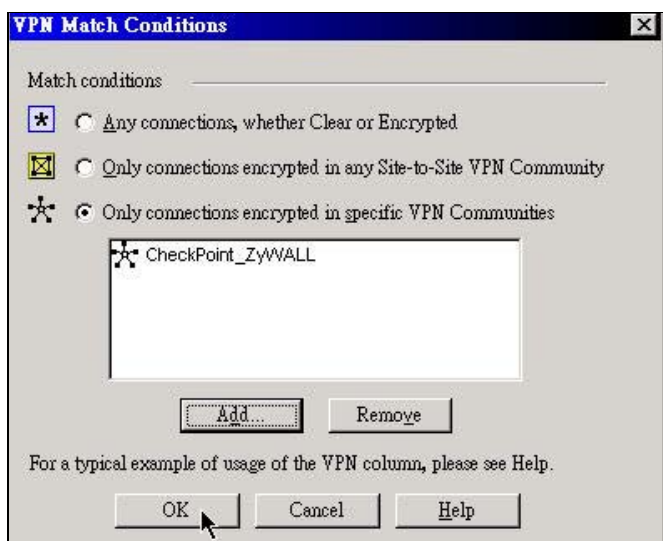 VPN Match Conditions
Match conditions
* Any connections, whether Clear or Encrypted
Only connections encrypted in any Site-to-Site VPN Community
Only connections encrypted in specific VPN Communities
CheckPoint_ZyWALL
Add... Remove
For a typical example of usage of the VPN column, please see Help.
OK Cancel Help